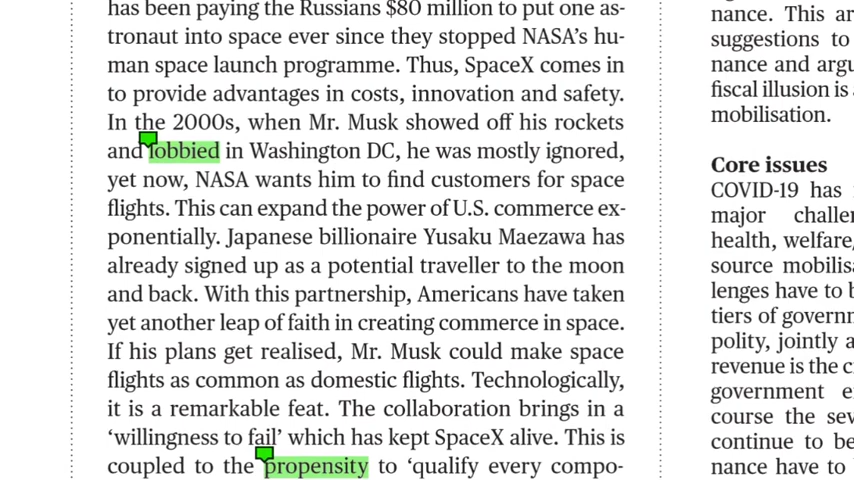 has been paying the Russians $80 million to put one as-
tronaut into space ever since they stopped NASA's hu-
man space launch programme. Thus, SpaceX comes in
to provide advantages in costs, innovation and safety.
In the 2000s, when Mr. Musk showed off his rockets
and lobbied in Washington DC, he was mostly ignored,
yet now, NASA wants him to find customers for space
flights. This can expand the power of U.S. commerce ex-
ponentially. Japanese billionaire Yusaku Maezawa has
already signed up as a potential traveller to the moon
and back. With this partnership, Americans have taken
yet another leap of faith in creating commerce in space.
If his plans get realised, Mr. Musk could make space
flights as common as domestic flights. Technologically,
it is a remarkable feat. The collaboration brings in a
‘willingness to fail’ which has kept SpaceX alive. This is
coupled to the propensity to ‘qualify every compo-
nance. This ar
suggestions to
nance and argu
fiscal illusion is
mobilisation.
Core issues
COVID-19 has
major challer
health, welfare,
source mobilisa
lenges have to b
tiers of governr
polity, jointly a
revenue is the c
government e
course the sev
continue to be
nance have to